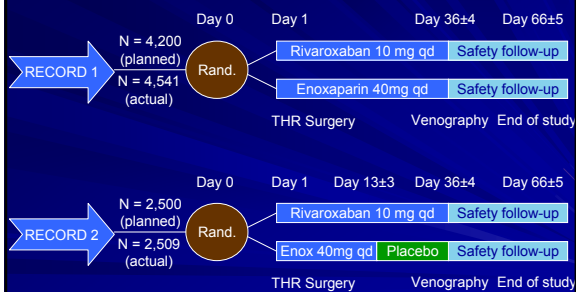 Day 0 Day 1 Day 36±4 Day 66±5
N = 4,200
(planned)
RECORD 1
N = 4,541
(actual)
Rand.
Rivaroxaban 10 mg qd Safety follow-up
Enoxaparin 40mg qd Safety follow-up
THR Surgery Venography End of study
Day 0 Day 1 Day 13±3 Day 36±4 Day 66±5
N = 2,500
(planned)
RECORD 2
N = 2,509
(actual)
Rand.
Rivaroxaban 10 mg qd Safety follow-up
Enox 40mg qd Placebo Safety follow-up
THR Surgery Venography End of study